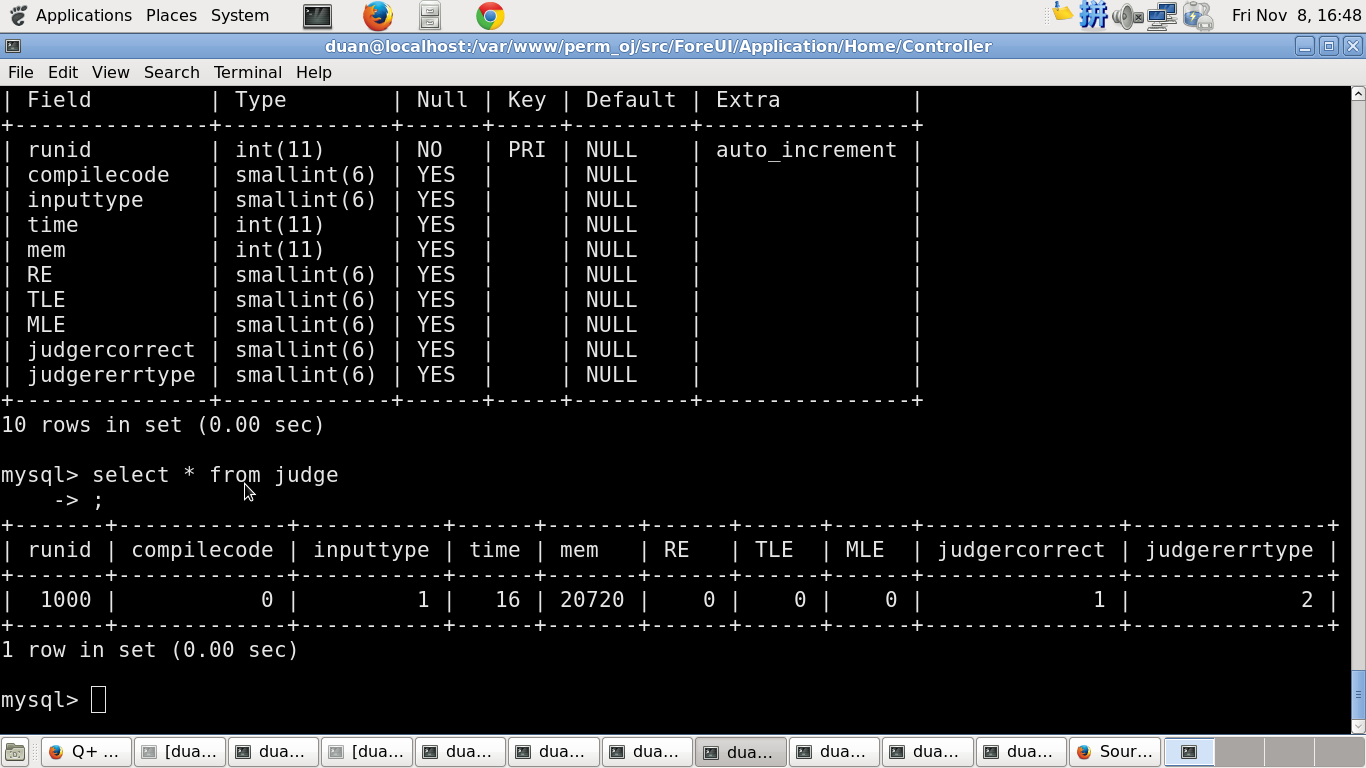 Applications Places System 拼 Fri Nov 8, 16:48
duan@localhost:/var/www/perm_oj/src/ForeUI/Application/Home/Controller
File Edit View Search Terminal Help
| Field         | Type        | Null | Key | Default | Extra          |
+---------------+-------------+------+-----+---------+----------------+
| runid         | int(11)     | NO   | PRI | NULL    | auto_increment |
| compilecode   | smallint(6) | YES  |     | NULL    |                |
| inputtype     | smallint(6) | YES  |     | NULL    |                |
| time          | int(11)     | YES  |     | NULL    |                |
| mem           | int(11)     | YES  |     | NULL    |                |
| RE            | smallint(6) | YES  |     | NULL    |                |
| TLE           | smallint(6) | YES  |     | NULL    |                |
| MLE           | smallint(6) | YES  |     | NULL    |                |
| judgercorrect | smallint(6) | YES  |     | NULL    |                |
| judgererrtype | smallint(6) | YES  |     | NULL    |                |
+---------------+-------------+------+-----+---------+----------------+
10 rows in set (0.00 sec)
mysql> select * from judge
    -> ;
+-------+-------------+-----------+------+-------+------+------+------+---------------+---------------+
| runid | compilecode | inputtype | time | mem   | RE   | TLE  | MLE  | judgercorrect | judgererrtype |
+-------+-------------+-----------+------+-------+------+------+------+---------------+---------------+
|  1000 |           0 |         1 |   16 | 20720 |    0 |    0 |    0 |             1 |             2 |
+-------+-------------+-----------+------+-------+------+------+------+---------------+---------------+
1 row in set (0.00 sec)
mysql>
Q+ ... [dua... dua... [dua... dua... dua... dua... dua... dua... dua... dua... Sour...